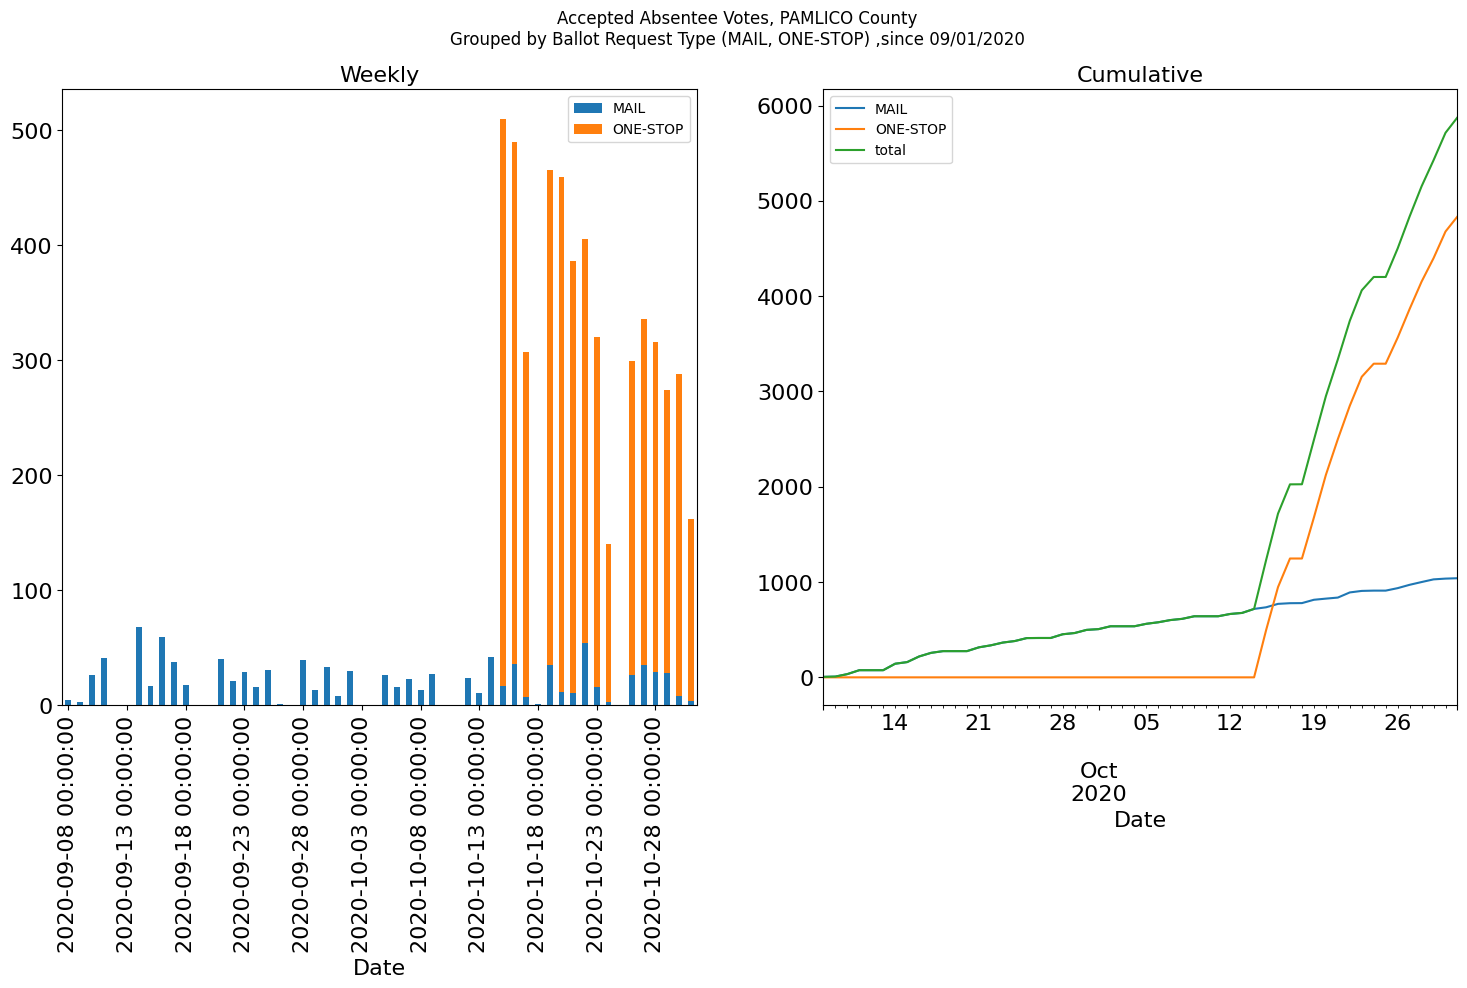 Accepted Absentee Votes, PAMLICO County
Grouped by Ballot Request Type (MAIL, ONE-STOP) ,since 09/01/2020
Weekly
MAIL
ONE-STOP
500
400
300
200
100
0
2020-09-08 00:00:00
2020-09-13 00:00:00
2020-09-18 00:00:00
2020-09-23 00:00:00
2020-09-28 00:00:00
2020-10-03 00:00:00
2020-10-08 00:00:00
2020-10-13 00:00:00
2020-10-18 00:00:00
2020-10-23 00:00:00
2020-10-28 00:00:00
Date
Cumulative
MAIL
ONE-STOP
total
6000
5000
4000
3000
2000
1000
0
14 21 28 05 12 19 26
Oct
2020
Date